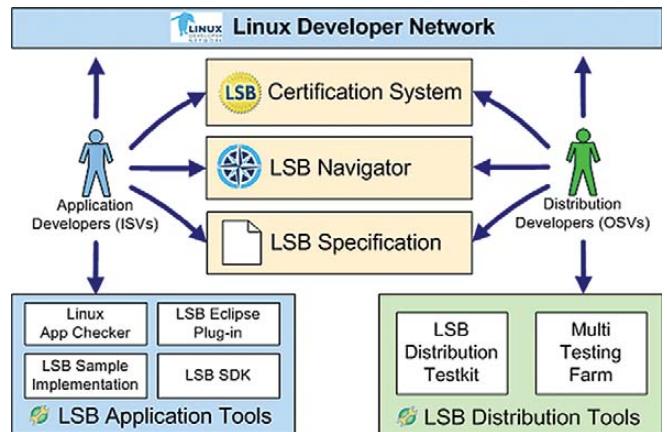 LINUX
DEVELOPER
NETWORK
Linux Developer Network
LSB
Certification System
LSB Navigator
LSB Specification
Application
Developers (ISVs)
Distribution
Developers (OSVs)
Linux
App Checker
LSB Eclipse
Plug-in
LSB Sample
Implementation
LSB SDK
LSB Application Tools
LSB
Distribution
Testkit
Multi
Testing
Farm
LSB Distribution Tools